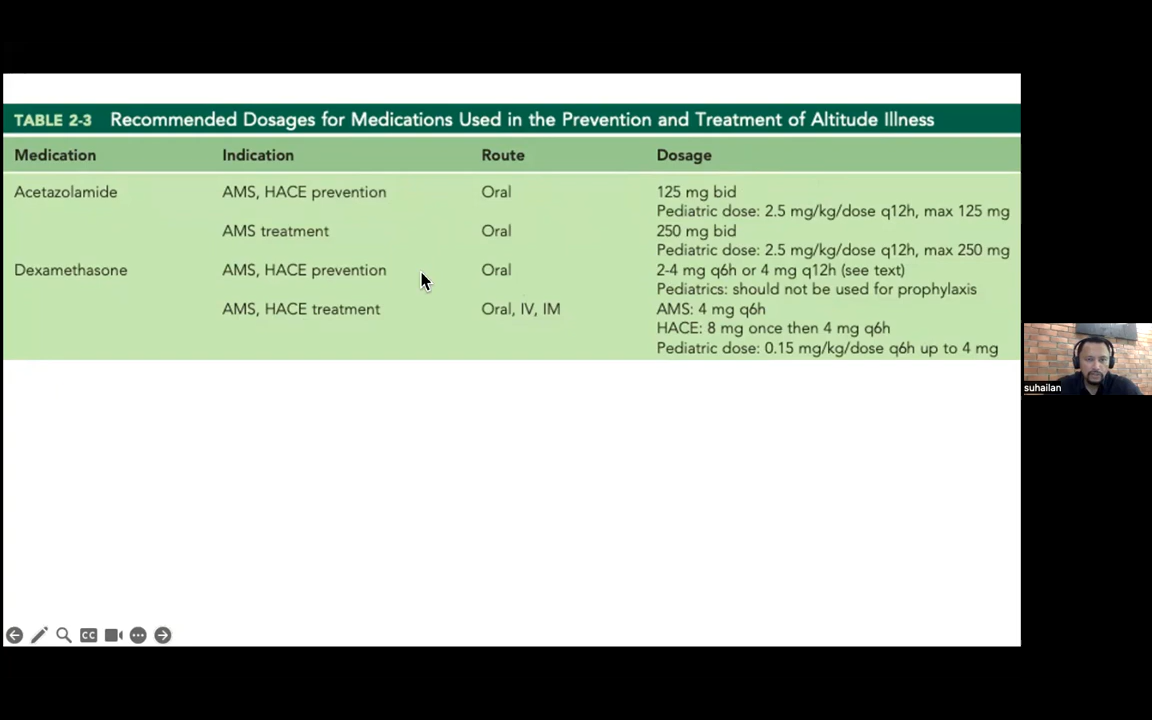 TABLE 2-3 Recommended Dosages for Medications Used in the Prevention and Treatment of Altitude Illness
Medication Indication Route Dosage
Acetazolamide AMS, HACE prevention Oral 125 mg bid
Pediatric dose: 2.5 mg/kg/dose q12h, max 125 mg
AMS treatment Oral 250 mg bid
Pediatric dose: 2.5 mg/kg/dose q12h, max 250 mg
Dexamethasone AMS, HACE prevention Oral 2-4 mg q6h or 4 mg q12h (see text)
Pediatrics: should not be used for prophylaxis
AMS, HACE treatment Oral, IV, IM AMS: 4 mg q6h
HACE: 8 mg once then 4 mg q6h
Pediatric dose: 0.15 mg/kg/dose q6h up to 4 mg
suhailan
CC